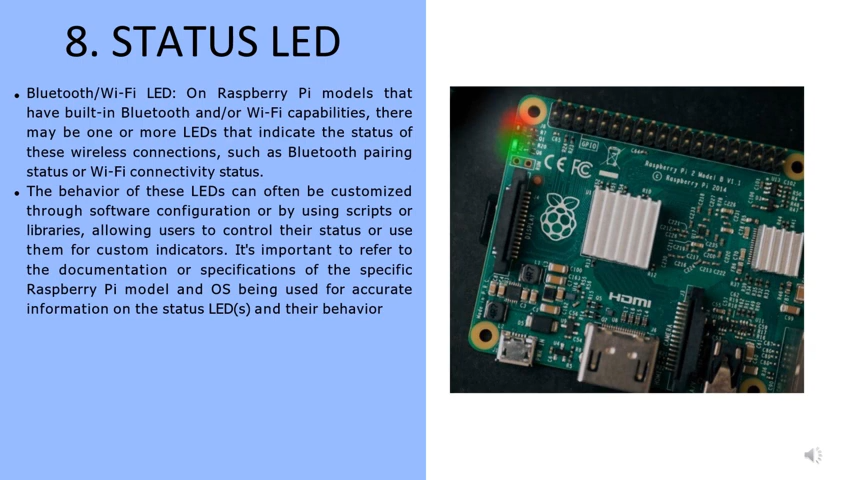 8. STATUS LED
• Bluetooth/Wi-Fi LED: On Raspberry Pi models that
have built-in Bluetooth and/or Wi-Fi capabilities, there
may be one or more LEDs that indicate the status of
these wireless connections, such as Bluetooth pairing
status or Wi-Fi connectivity status.
• The behavior of these LEDs can often be customized
through software configuration or by using scripts or
libraries, allowing users to control their status or use
them for custom indicators. It's important to refer to
the documentation or specifications of the specific
Raspberry Pi model and OS being used for accurate
information on the status LED(s) and their behavior
GPIO
CE FC
Raspberry Pi 2 Model B V1.1
© Raspberry Pi 2014
HDMI
CAMERA